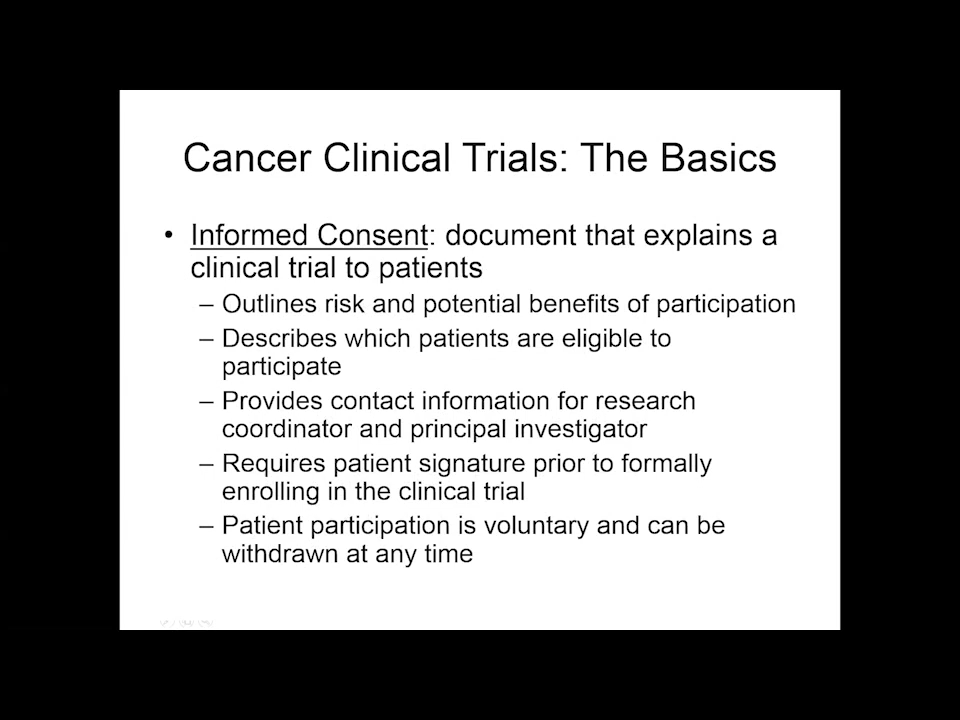 Cancer Clinical Trials: The Basics
• Informed Consent: document that explains a
clinical trial to patients
– Outlines risk and potential benefits of participation
– Describes which patients are eligible to
participate
– Provides contact information for research
coordinator and principal investigator
– Requires patient signature prior to formally
enrolling in the clinical trial
– Patient participation is voluntary and can be
withdrawn at any time